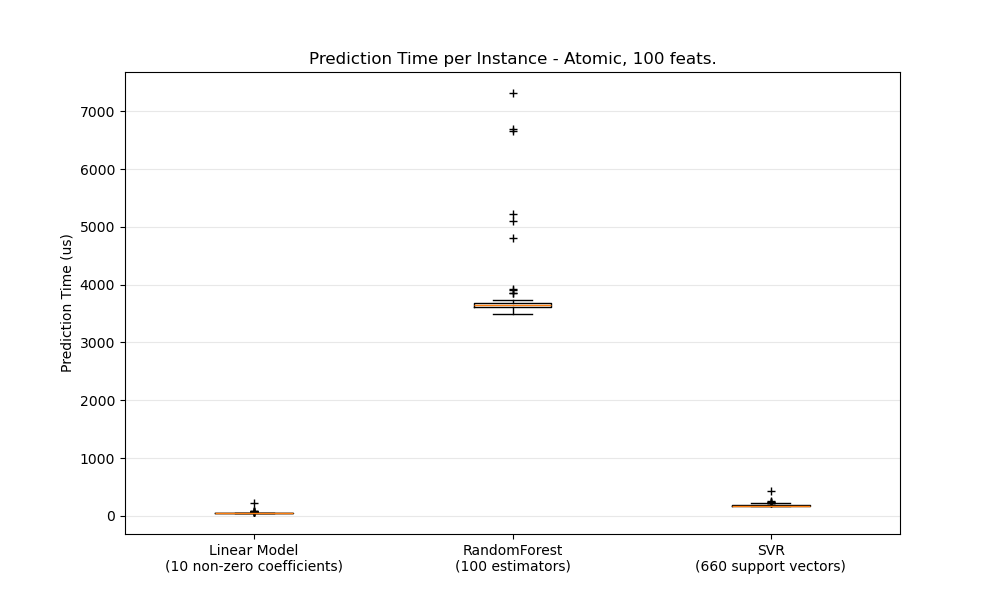 Prediction Time per Instance - Atomic, 100 feats.
Prediction Time (us)
7000
6000
5000
4000
3000
2000
1000
0
Linear Model
(10 non-zero coefficients)
RandomForest
(100 estimators)
SVR
(660 support vectors)